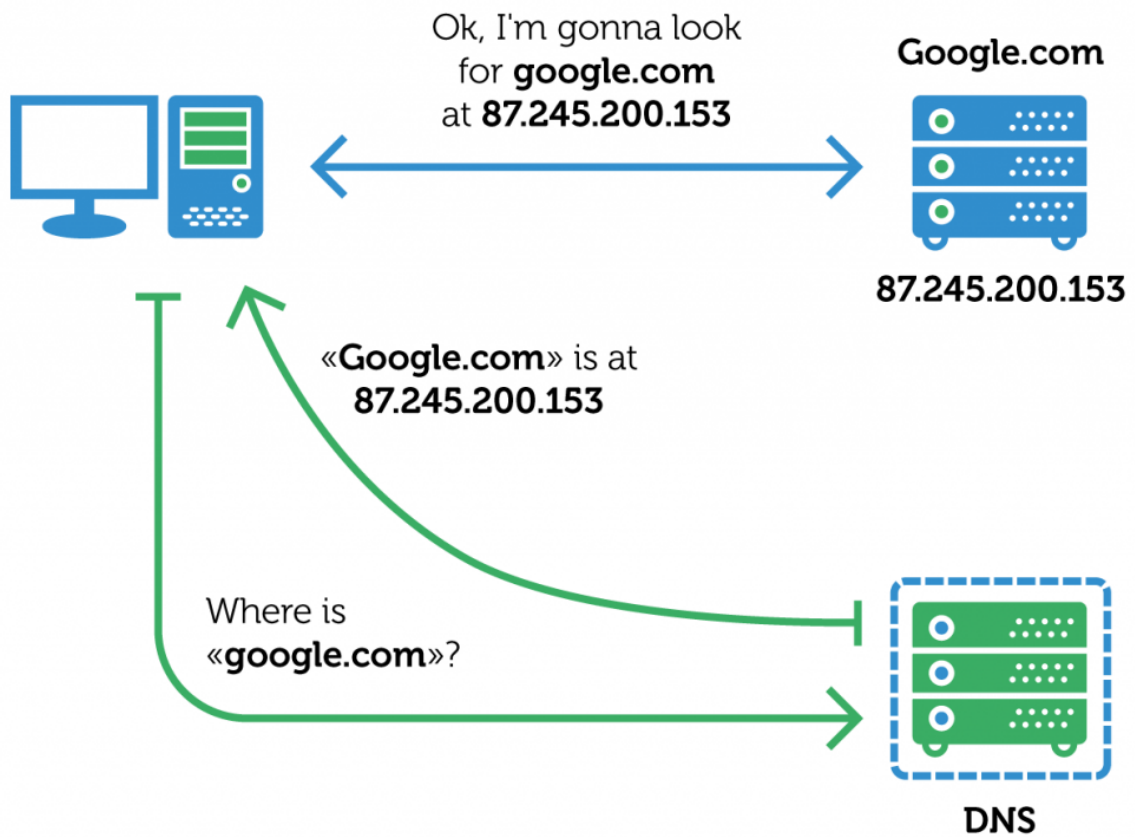 Ok, I'm gonna look
for google.com
at 87.245.200.153
Google.com
87.245.200.153
«Google.com» is at
87.245.200.153
Where is
«google.com»?
DNS